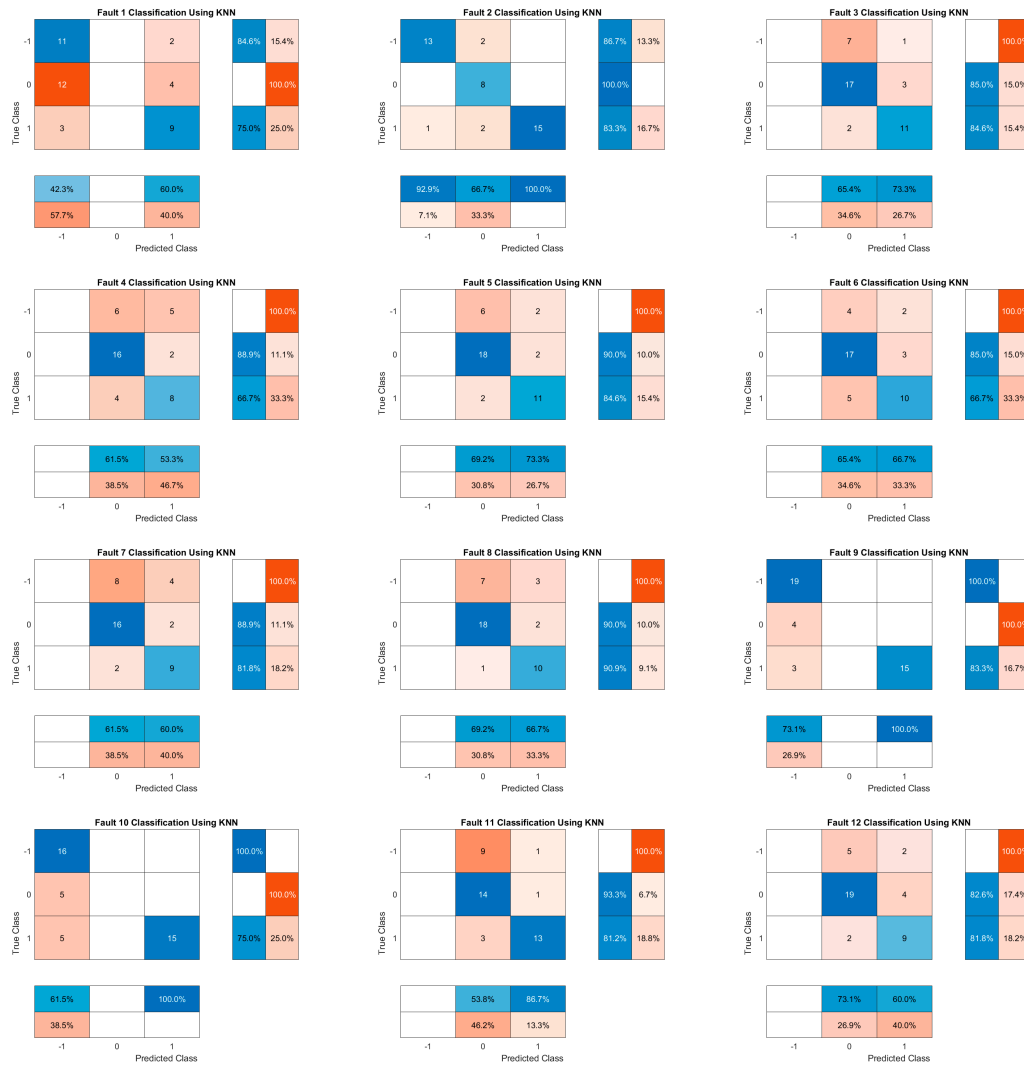 Fault 1 Classification Using KNN
-1 11 2 84.6% 15.4%
0 12 4 100.0%
1 3 9 75.0% 25.0%
True Class
42.3% 60.0%
57.7% 40.0%
-1 0 1
Predicted Class
Fault 2 Classification Using KNN
-1 13 2 86.7% 13.3%
0 8 100.0%
1 1 2 15 83.3% 16.7%
True Class
92.9% 66.7% 100.0%
7.1% 33.3%
-1 0 1
Predicted Class
Fault 3 Classification Using KNN
-1 7 1 100.0%
0 17 3 85.0% 15.0%
1 2 11 84.6% 15.4%
True Class
65.4% 73.3%
34.6% 26.7%
-1 0 1
Predicted Class
Fault 4 Classification Using KNN
-1 6 5 100.0%
0 16 2 88.9% 11.1%
1 4 8 66.7% 33.3%
True Class
61.5% 53.3%
38.5% 46.7%
-1 0 1
Predicted Class
Fault 5 Classification Using KNN
-1 6 2 100.0%
0 18 2 90.0% 10.0%
1 2 11 84.6% 15.4%
True Class
69.2% 73.3%
30.8% 26.7%
-1 0 1
Predicted Class
Fault 6 Classification Using KNN
-1 4 2 100.0%
0 17 3 85.0% 15.0%
1 5 10 66.7% 33.3%
True Class
65.4% 66.7%
34.6% 33.3%
-1 0 1
Predicted Class
Fault 7 Classification Using KNN
-1 8 4 100.0%
0 16 2 88.9% 11.1%
1 2 9 81.8% 18.2%
True Class
61.5% 60.0%
38.5% 40.0%
-1 0 1
Predicted Class
Fault 8 Classification Using KNN
-1 7 3 100.0%
0 18 2 90.0% 10.0%
1 1 10 90.9% 9.1%
True Class
69.2% 66.7%
30.8% 33.3%
-1 0 1
Predicted Class
Fault 9 Classification Using KNN
-1 19 100.0%
0 4 100.0%
1 3 15 83.3% 16.7%
True Class
73.1% 100.0%
26.9%
-1 0 1
Predicted Class
Fault 10 Classification Using KNN
-1 16 100.0%
0 5 100.0%
1 5 15 75.0% 25.0%
True Class
61.5% 100.0%
38.5%
-1 0 1
Predicted Class
Fault 11 Classification Using KNN
-1 9 1 100.0%
0 14 1 93.3% 6.7%
1 3 13 81.2% 18.8%
True Class
53.8% 86.7%
46.2% 13.3%
-1 0 1
Predicted Class
Fault 12 Classification Using KNN
-1 5 2 100.0%
0 19 4 82.6% 17.4%
1 2 9 81.8% 18.2%
True Class
73.1% 60.0%
26.9% 40.0%
-1 0 1
Predicted Class